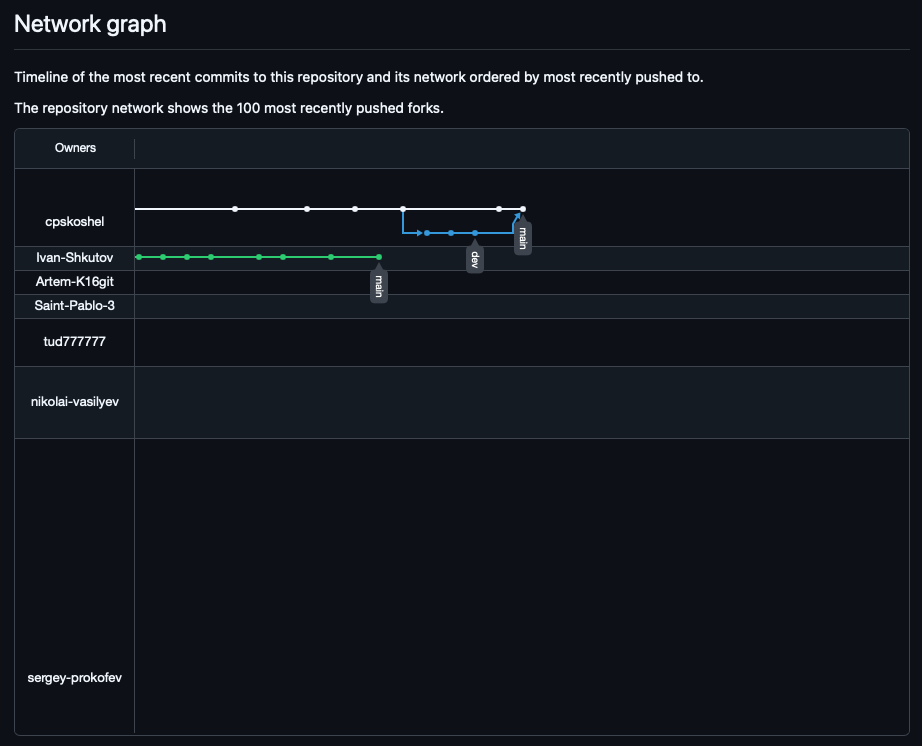 Network graph
Timeline of the most recent commits to this repository and its network ordered by most recently pushed to.
The repository network shows the 100 most recently pushed forks.
Owners
cpskoshel
main
Ivan-Shkutov
dev
Artem-K16git
main
Saint-Pablo-3
tud777777
nikolai-vasilyev
sergey-prokofev